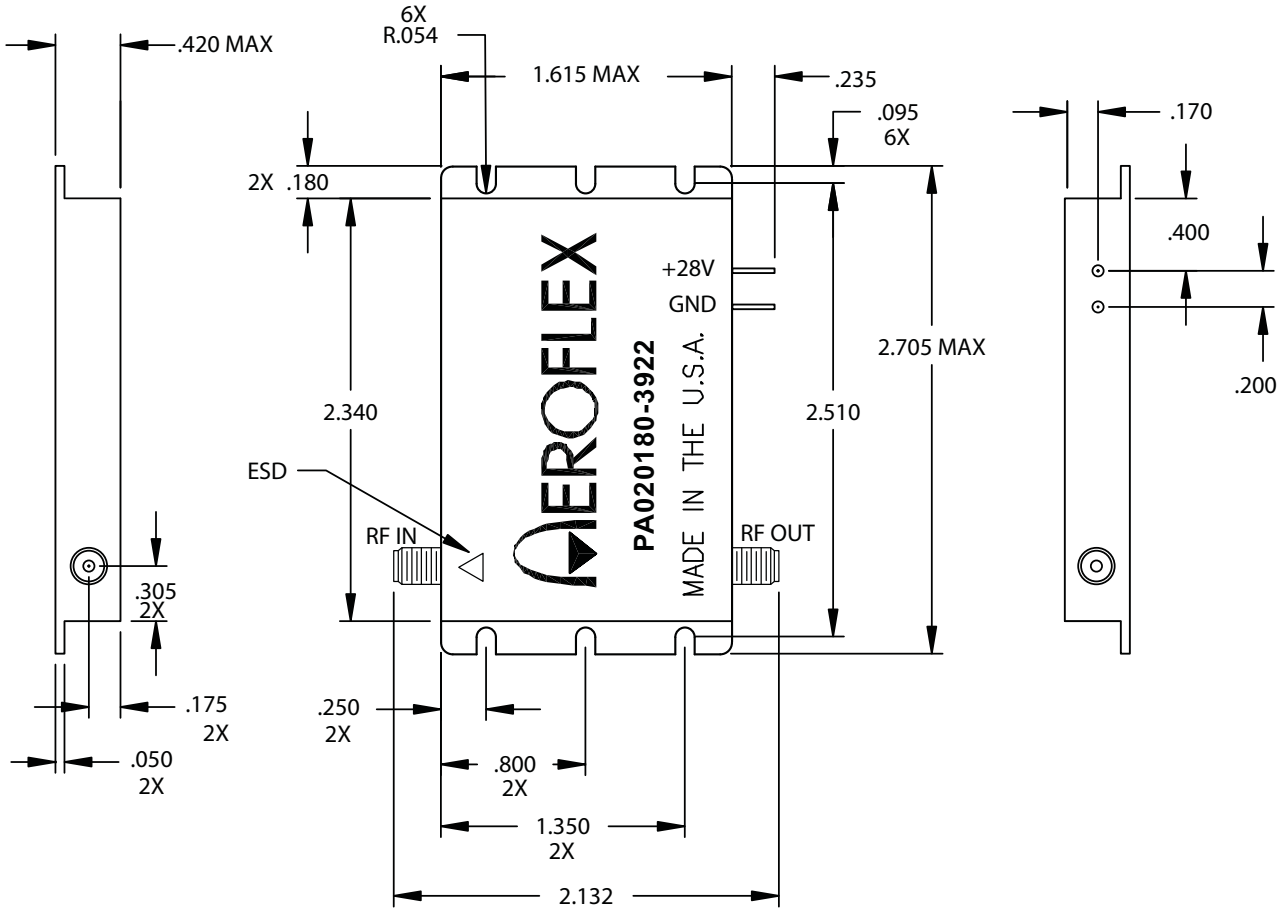 .420 MAX
6X
R.054
1.615 MAX
.235
.095
6X
.170
2X .180
.400
+28V
GND
2.705 MAX
.200
2.340
2.510
AEROFLEX
PA020180-3922
MADE IN THE U.S.A.
ESD
RF IN
RF OUT
.305
2X
.175
2X
.050
2X
.250
2X
.800
2X
1.350
2X
2.132